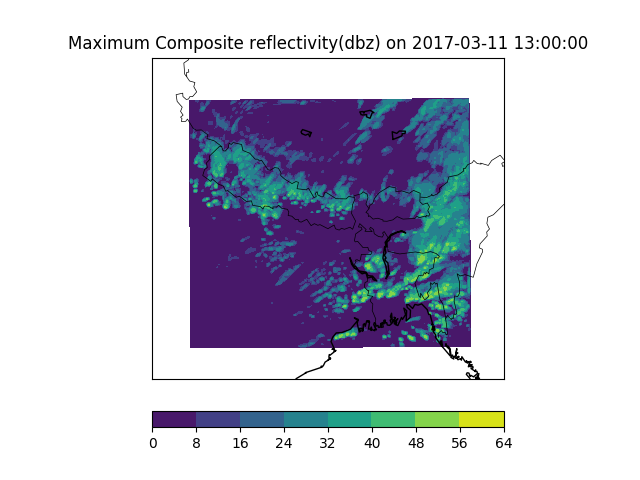 Maximum Composite reflectivity(dbz) on 2017-03-11 13:00:00
0 8 16 24 32 40 48 56 64